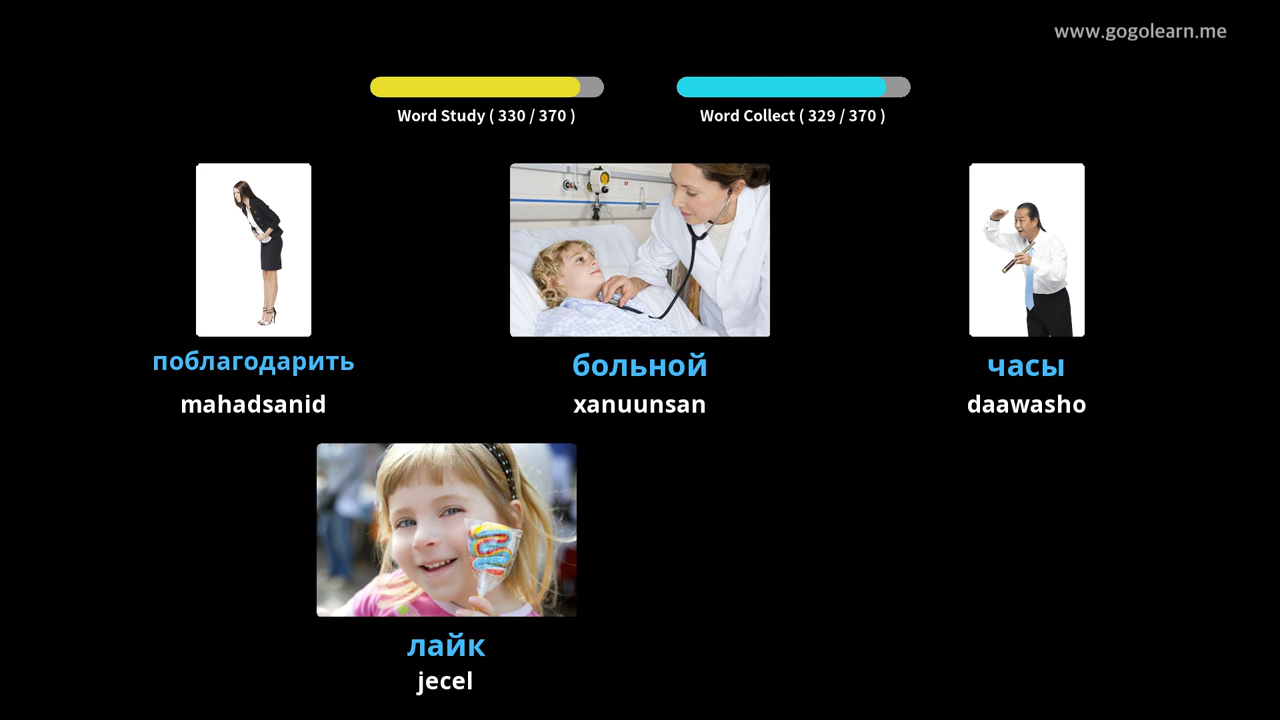 www.gogolearn.me
Word Study ( 330 / 370 )
Word Collect ( 329 / 370 )
поблагодарить
mahadsanid
больной
xanuunsan
часы
daawasho
лайк
jecel